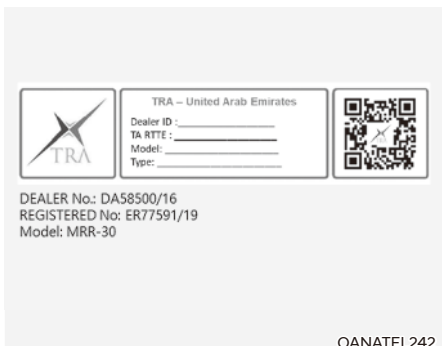 TRA
TRA – United Arab Emirates
Dealer ID :
TA RTTE :
Model:
Type:
DEALER No.: DA58500/16
REGISTERED No: ER77591/19
Model: MRR-30
OANATEL242